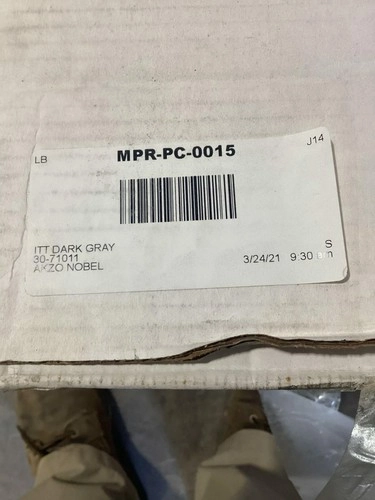 LB MPR-PC-0015 J14
ITT DARK GRAY S
30-71011 3/24/21 9:30
AKZO NOBEL